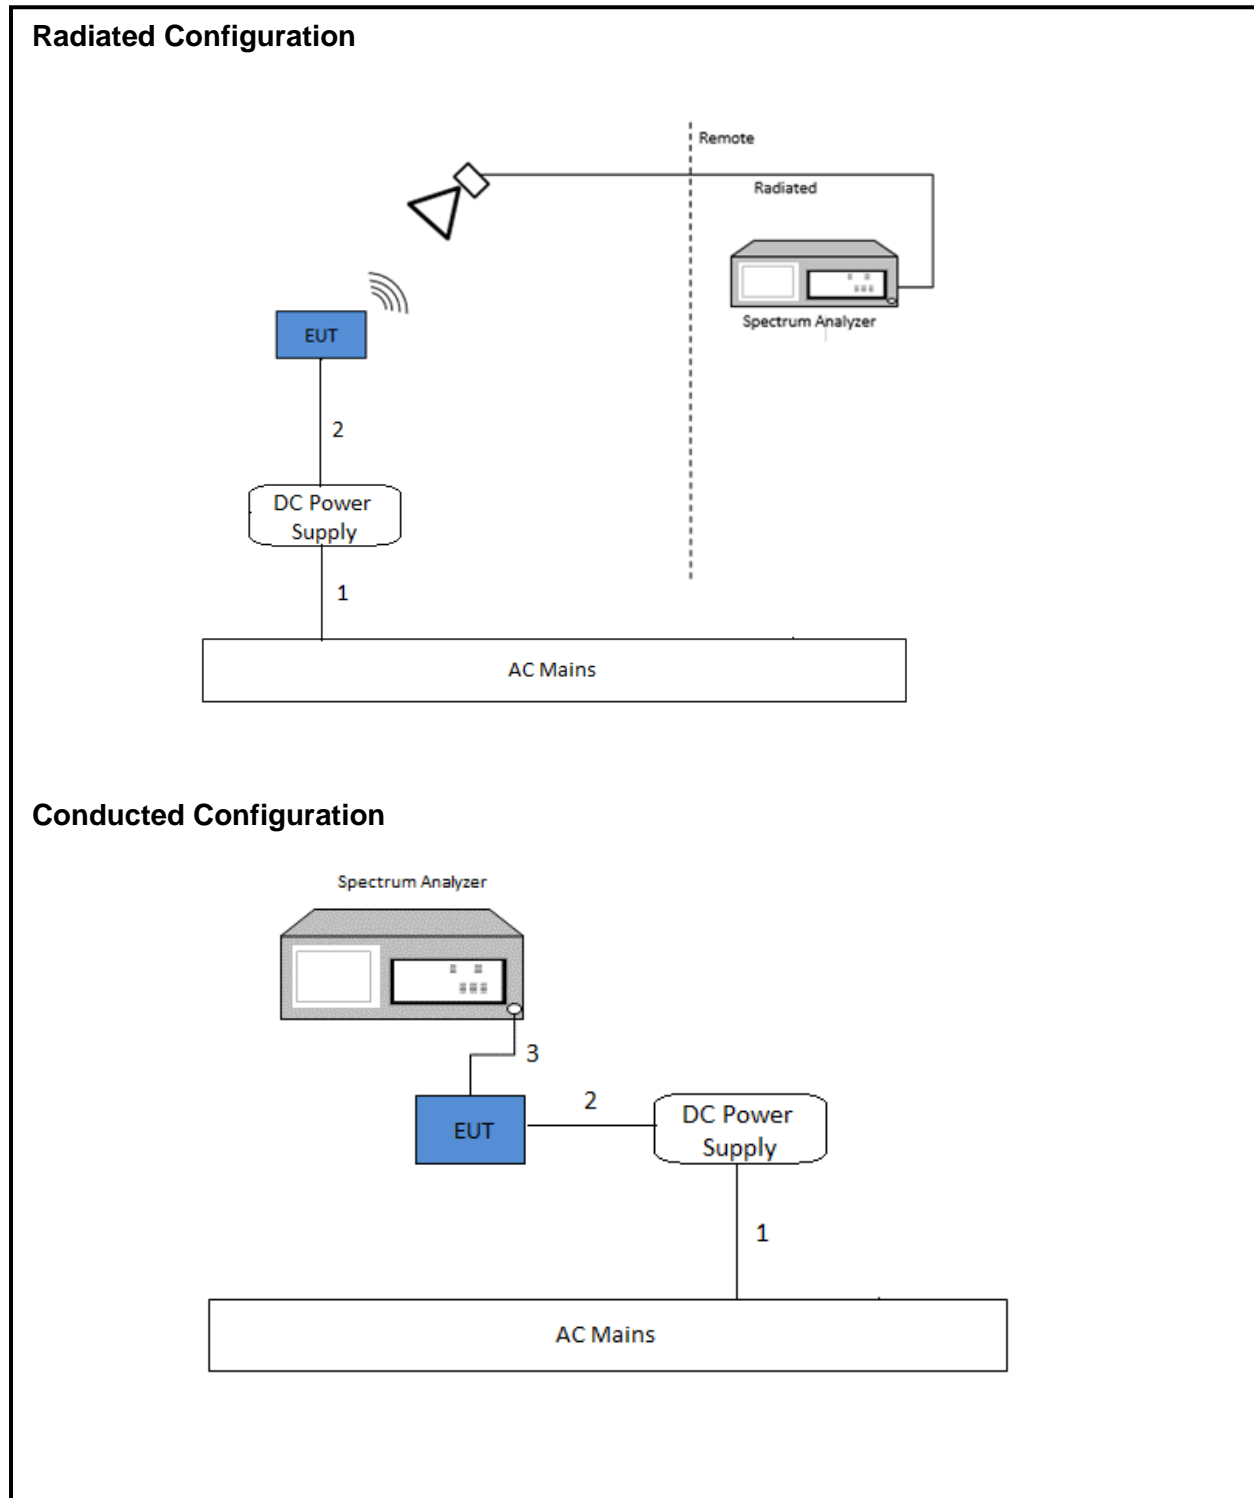 Radiated Configuration
Remote
Radiated
Spectrum Analyzer
EUT
2
DC Power
Supply
1
AC Mains
Conducted Configuration
Spectrum Analyzer
3
2
DC Power
Supply
EUT
1
AC Mains